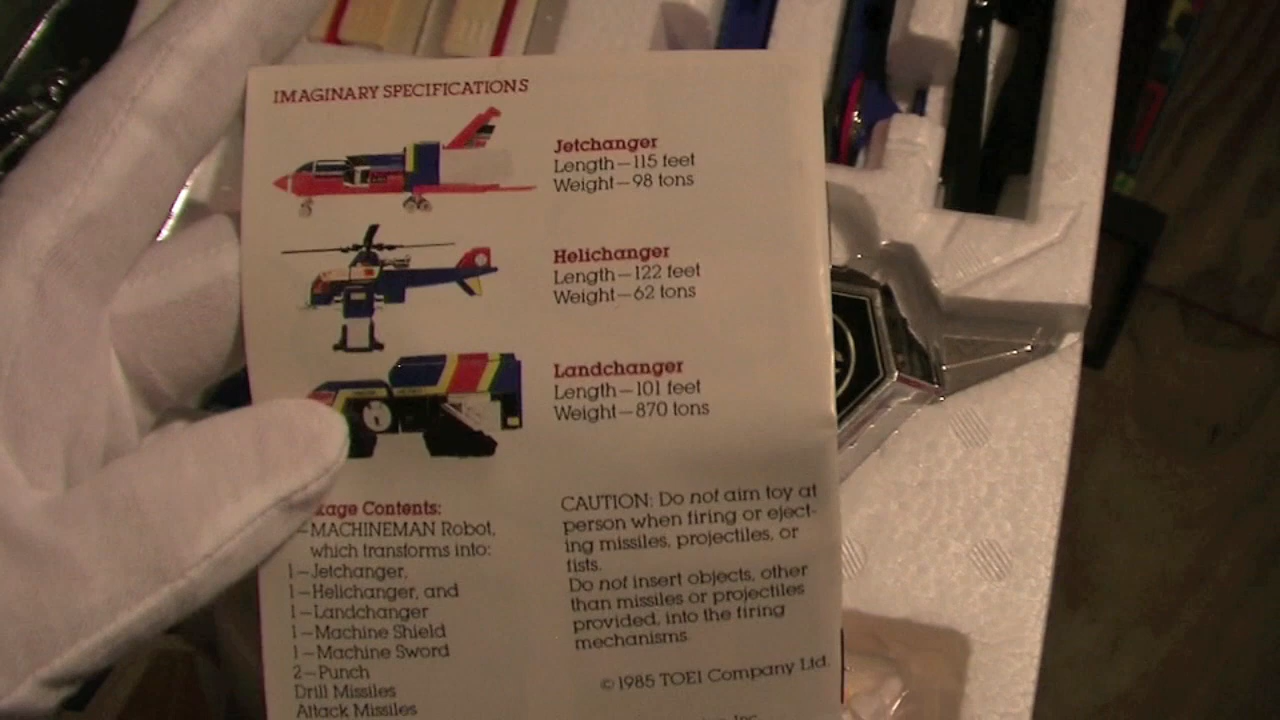 IMAGINARY SPECIFICATIONS
Jetchanger
Length—115 feet
Weight—98 tons
Helichanger
Length—122 feet
Weight—62 tons
Landchanger
Length—101 feet
Weight—870 tons
Contents:
MACHINEMAN Robot,
which transforms into:
1—Jetchanger,
1—Helichanger, and
1—Landchanger
1—Machine Shield
1—Machine Sword
2—Punch
Drill Missiles
Attack Missiles
CAUTION: Do not aim toy at
person when firing or eject-
ing missiles, projectiles, or
fists.
Do not insert objects, other
than missiles or projectiles
provided, into the firing
mechanisms.
© 1985 TOEI Company Ltd.
Inc.